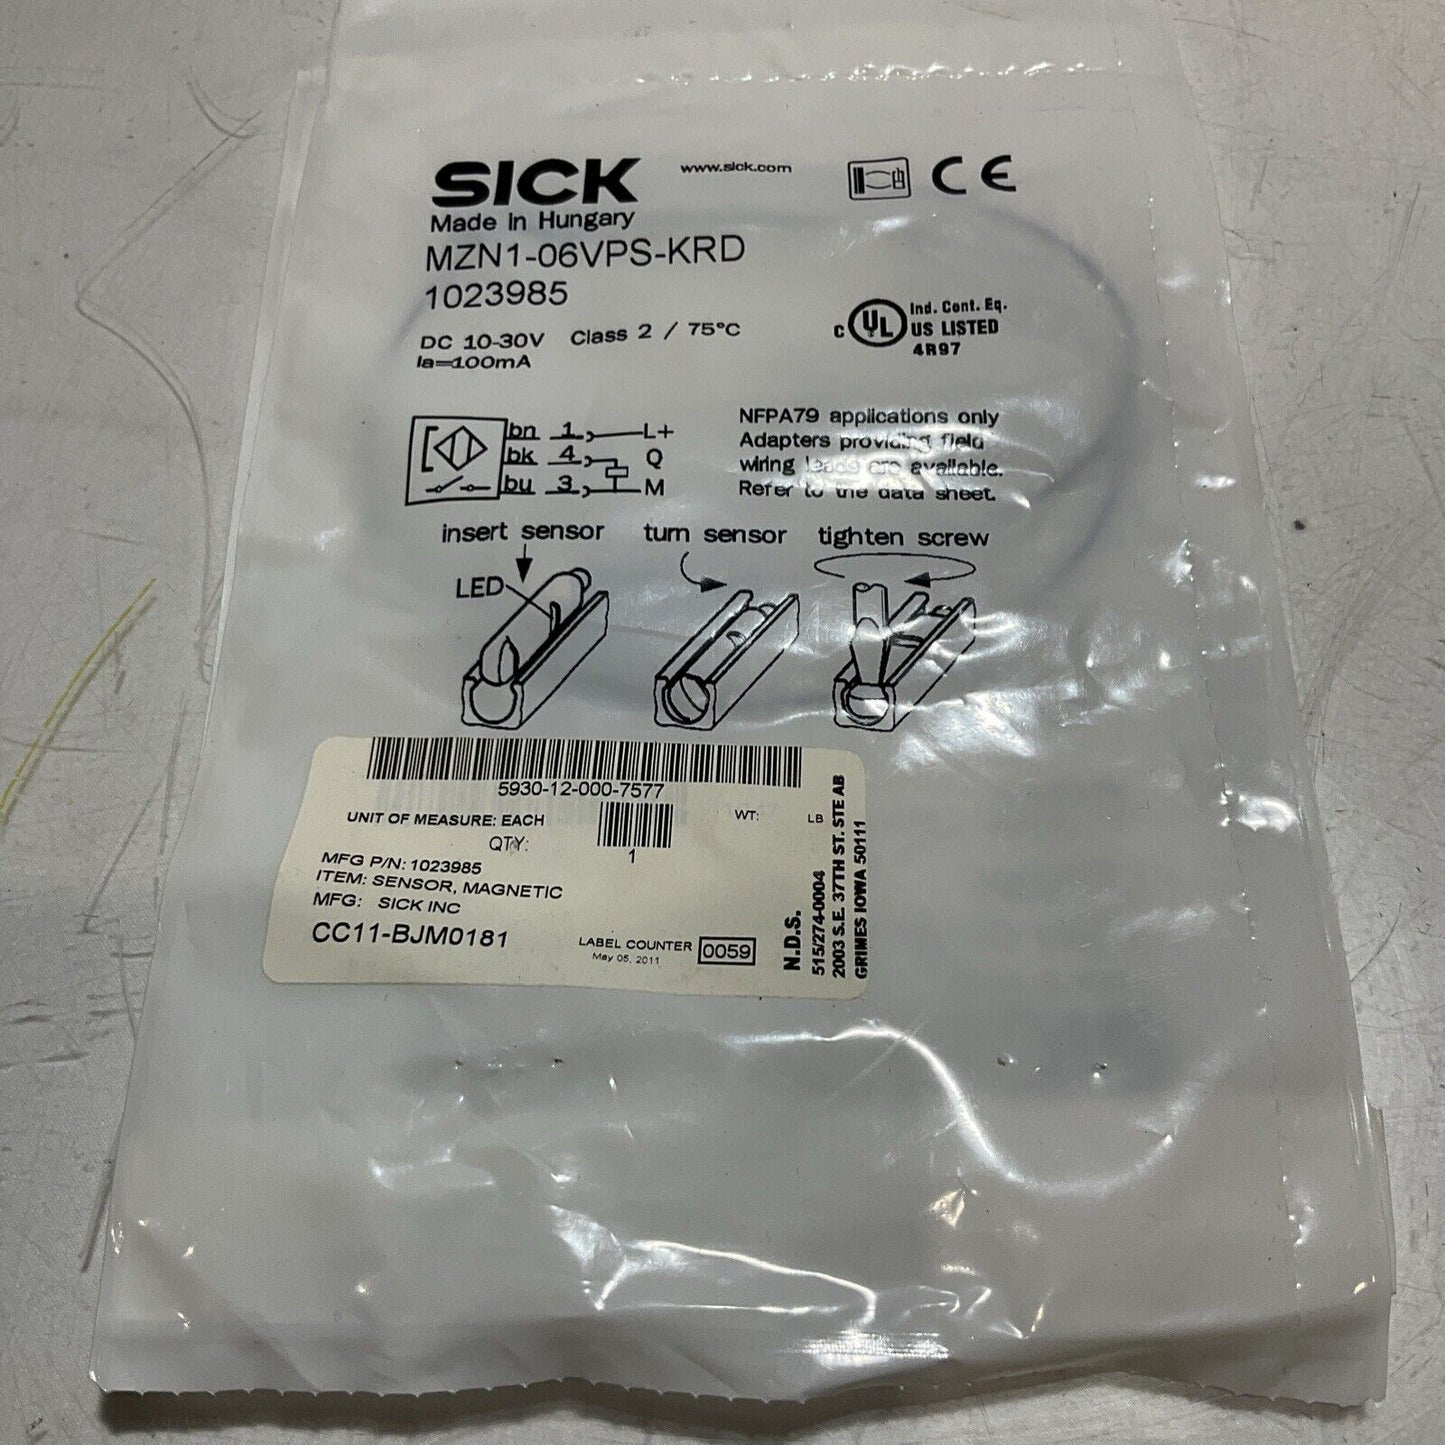 SICK
www.sick.com
CE
Made in Hungary
MZN1-06VPS-KRD
1023985
DC 10-30V Class 2 / 75°C
Ia=100mA
c UL US LISTED
Ind. Cont. Eq.
4R97
bn 1 L+
bk 4 Q
bu 3 M
NFPA79 applications only
Adapters providing field
wiring leads are available.
Refer to the data sheet.
insert sensor turn sensor tighten screw
LED
5930-12-000-7577
UNIT OF MEASURE: EACH
WT: LB
QTY:
1
MFG P/N: 1023985
ITEM: SENSOR, MAGNETIC
MFG: SICK INC
CC11-BJM0181
LABEL COUNTER 0059
May 05, 2011
N.D.S.
515/274-0004
2003 S.E. 37TH ST. STE AB
GRIMES IOWA 50111